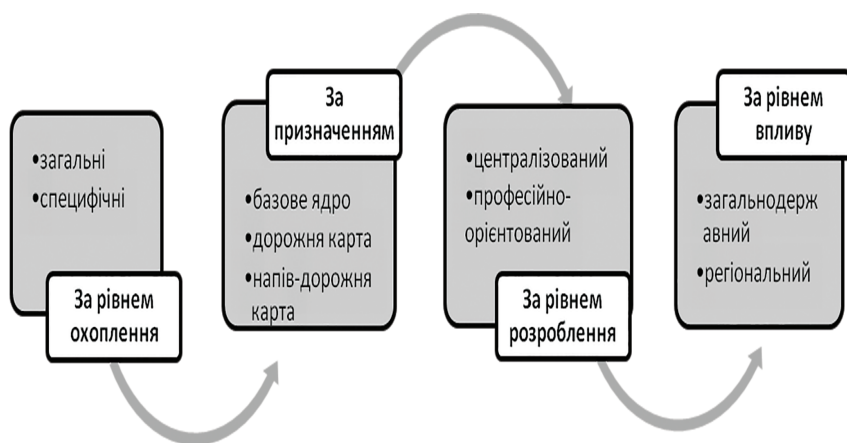 •загальні
•специфічні
За рівнем
охоплення
За
призначенням
•базове ядро
•дорожня карта
•напів-дорожня
карта
•централізований
•професійно-
орієнтований
За рівнем
розроблення
За рівнем
впливу
•загальнодерж
авний
•регіональний